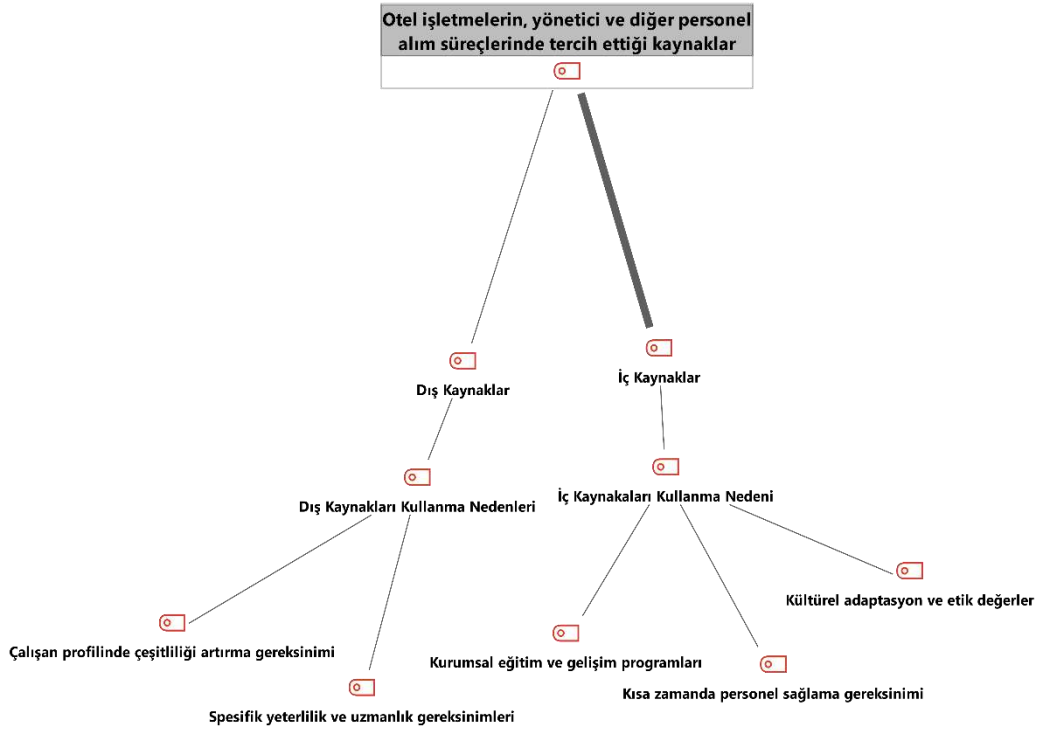 Otel işletmelerin, yönetici ve diğer personel
alım süreçlerinde tercih ettiği kaynaklar
Dış Kaynaklar
İç Kaynaklar
Dış Kaynakları Kullanma Nedenleri
İç Kaynakaları Kullanma Nedeni
Kültürel adaptasyon ve etik değerler
Çalışan profilinde çeşitliliği artırma gereksinimi
Kurumsal eğitim ve gelişim programları
Kısa zamanda personel sağlama gereksinimi
Spesifik yeterlilik ve uzmanlık gereksinimleri